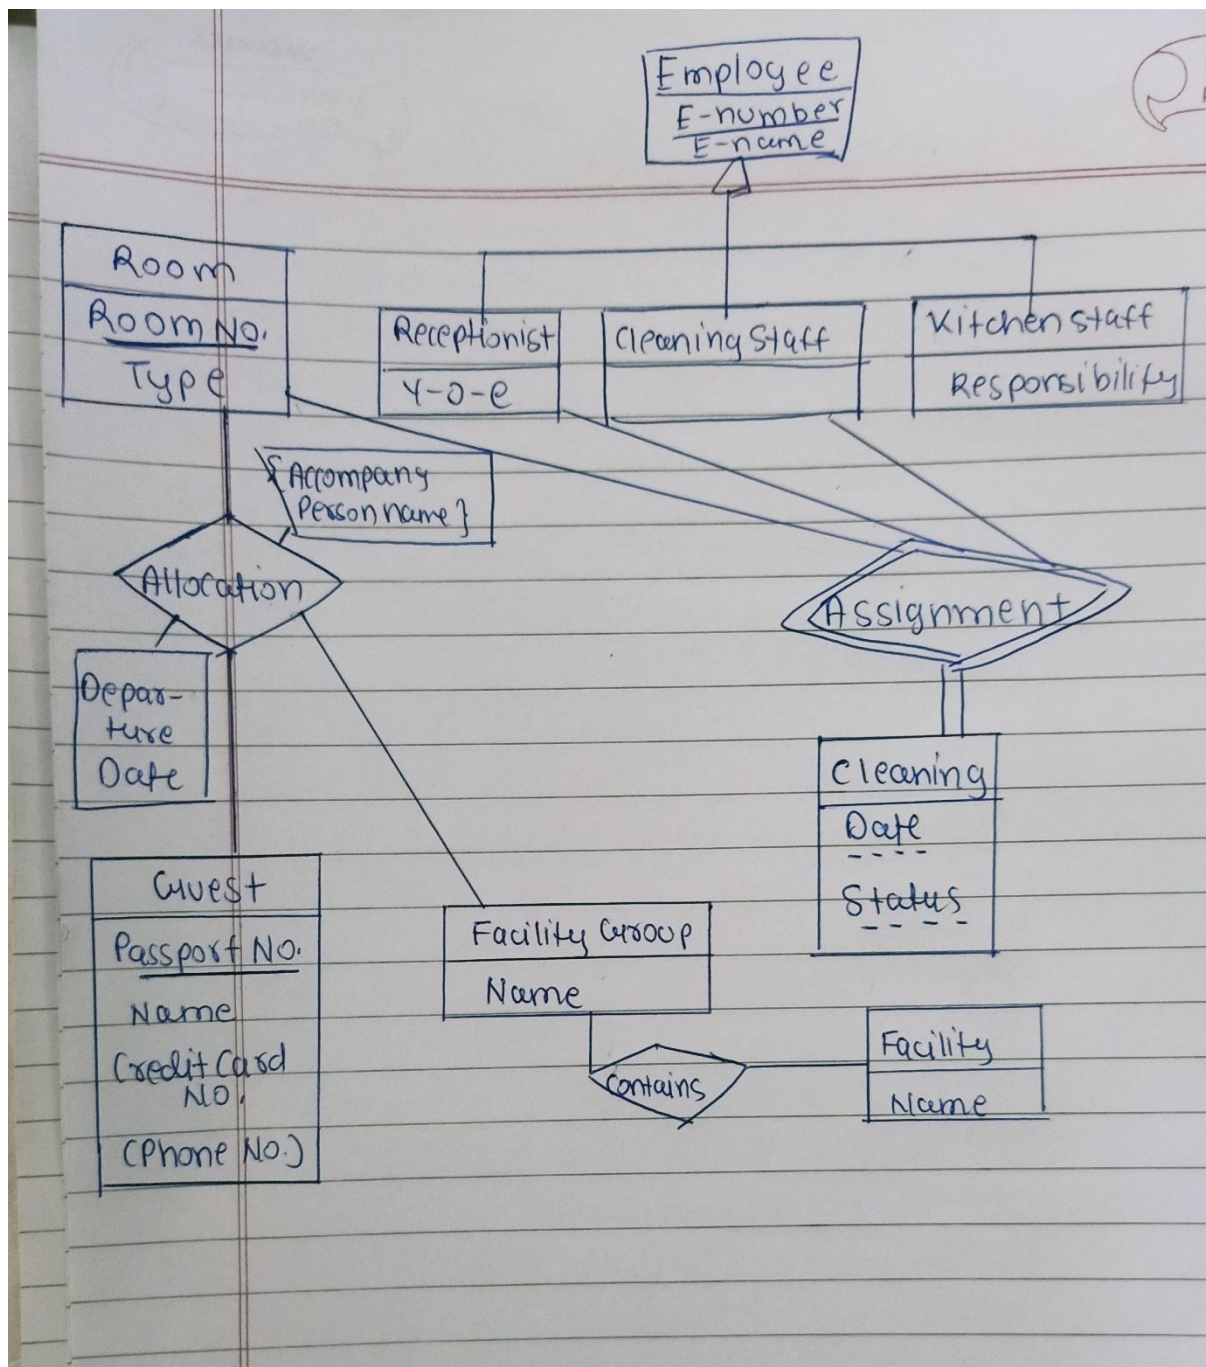 Employee
E-number
E-name
Room
Room No.
Type
Receptionist
Y-O-e
Cleaning Staff
Kitchen staff
Responsibility
{Accompany
Person name}
Allocation
Assignment
Depar-
ture
Date
Cleaning
Date
Status
Guest
Passport No.
Name
Credit Card
No.
(Phone No.)
Facility Group
Name
Contains
Facility
Name